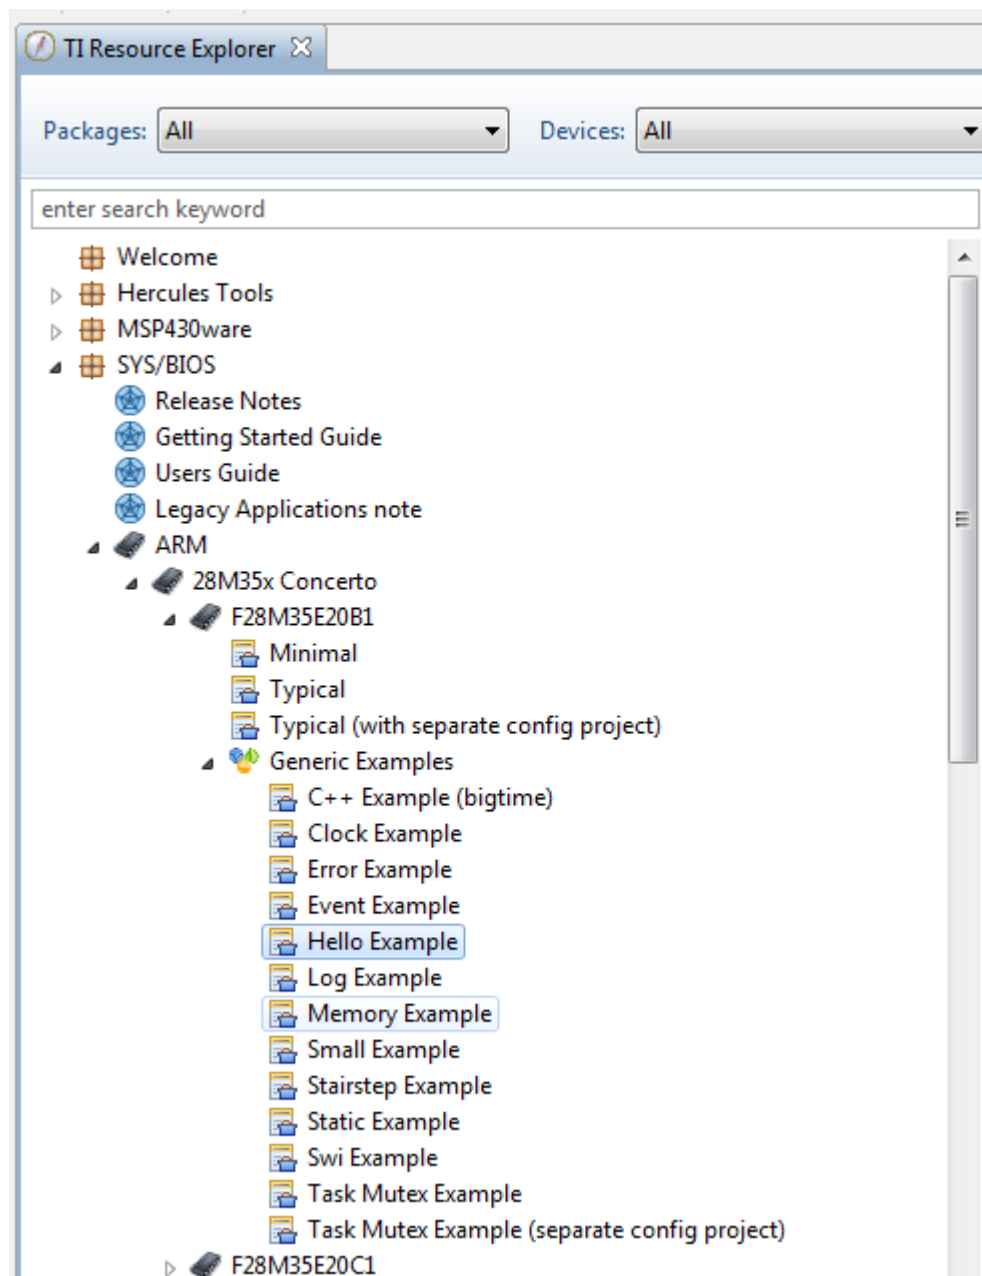 TI Resource Explorer
Packages: All Devices: All
enter search keyword
Welcome
Hercules Tools
MSP430ware
SYS/BIOS
Release Notes
Getting Started Guide
Users Guide
Legacy Applications note
ARM
28M35x Concerto
F28M35E20B1
Minimal
Typical
Typical (with separate config project)
Generic Examples
C++ Example (bigtime)
Clock Example
Error Example
Event Example
Hello Example
Log Example
Memory Example
Small Example
Stairstep Example
Static Example
Swi Example
Task Mutex Example
Task Mutex Example (separate config project)
F28M35E20C1